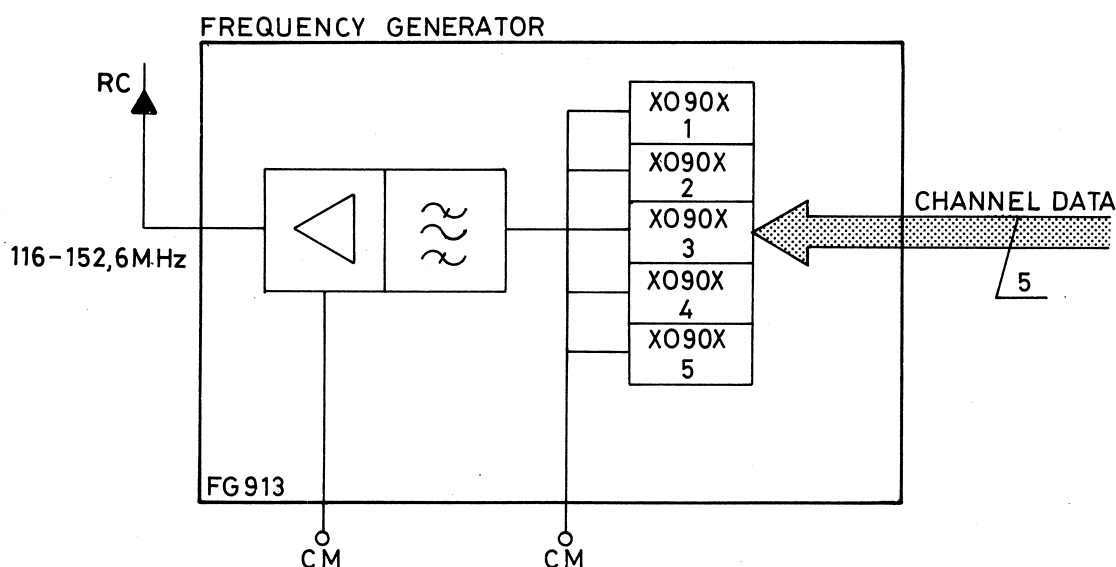 FREQUENCY GENERATOR
RC
116-152,6MHz
XO90X
1
XO90X
2
XO90X
3
XO90X
4
XO90X
5
CHANNEL DATA
5
FG913
CM
CM